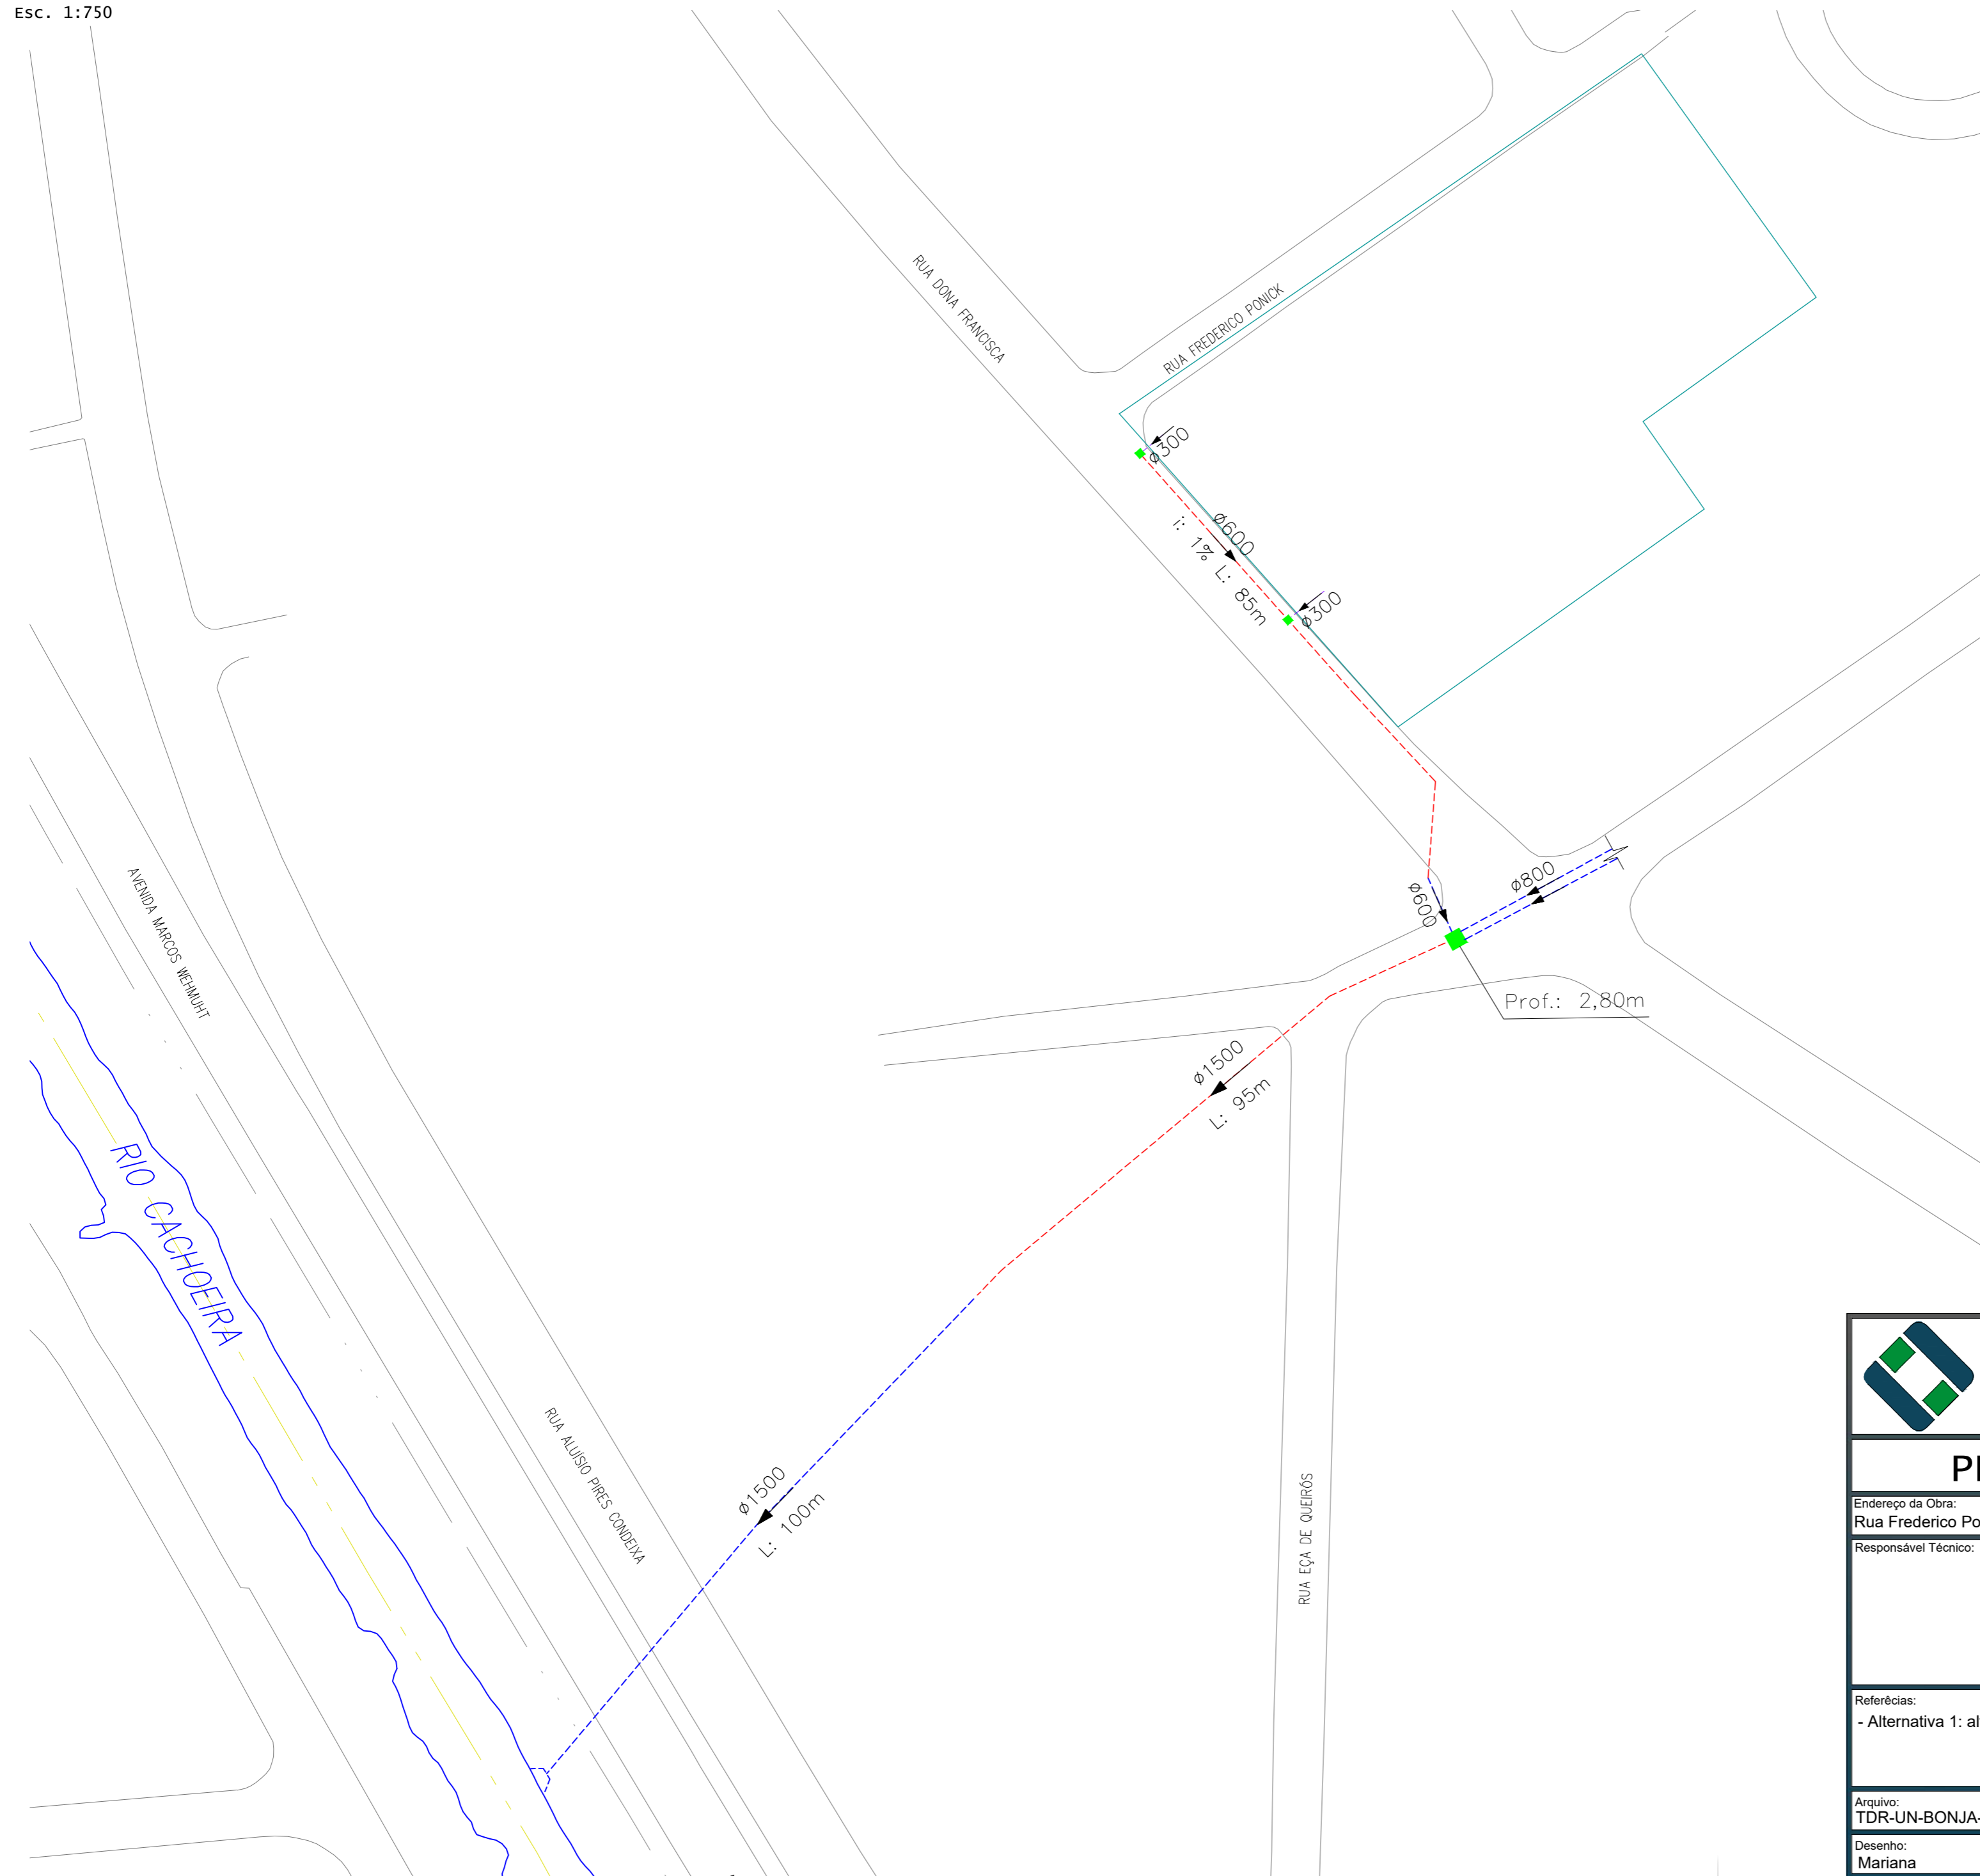 Esc. 1:750
RUA DONA FRANCISCA
RUA FREDERICO PONICK
ø300
ø600
i: 1% L: 85m
ø300
ø800
ø600
AVENIDA MARCOS WEHMUHT
Prof.: 2,80m
ø1500
L: 95m
RIO CACHOEIRA
RUA ALUÍSIO PIRES CONDEIXA
ø1500
L: 100m
RUA EÇA DE QUEIRÓS
Endereço da Obra:
Rua Frederico Po
Responsável Técnico:
Referêcias:
- Alternativa 1: al
Arquivo:
TDR-UN-BONJA-
Desenho:
Mariana